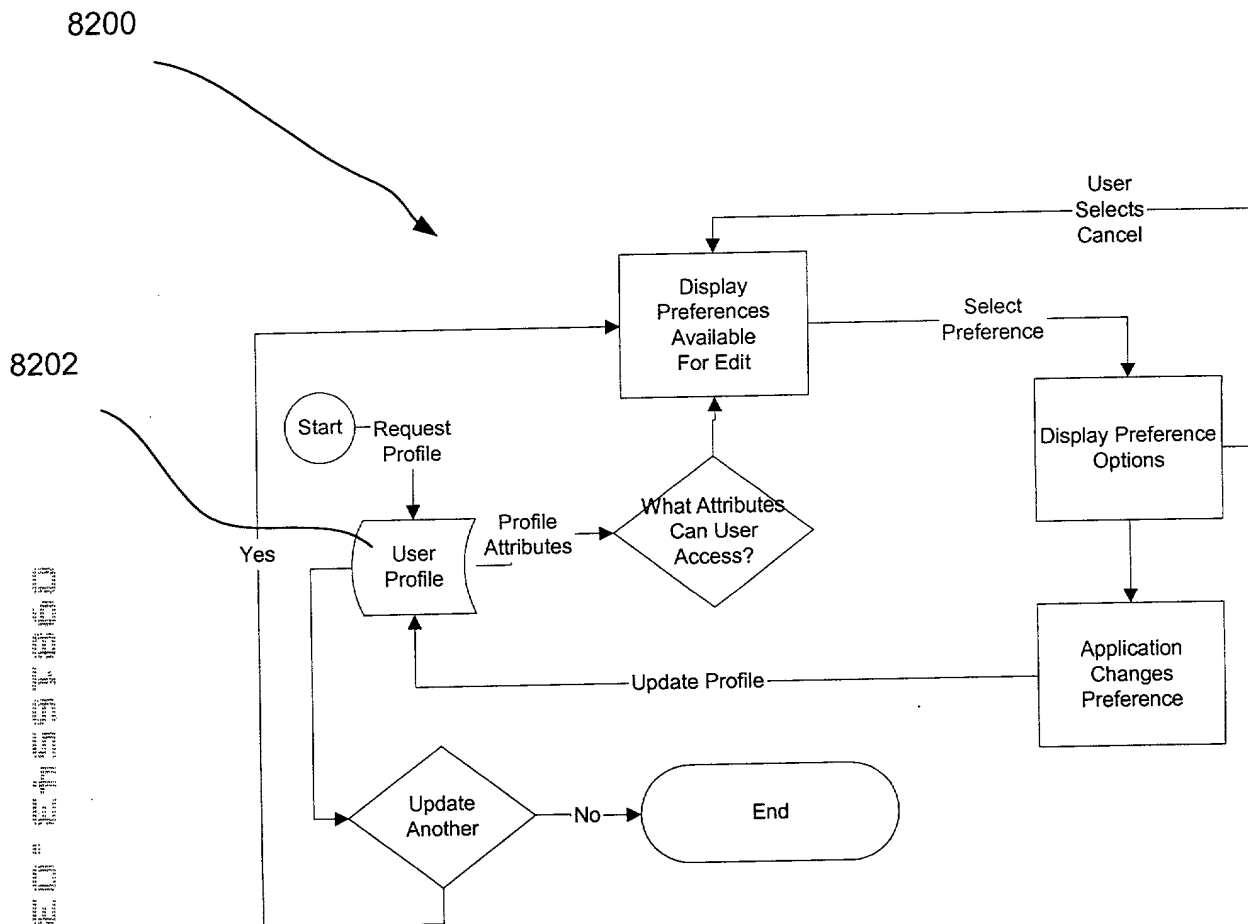 8200
User
Selects
Cancel
Display
Preferences
Available
For Edit
Select
Preference
8202
Start
Request
Profile
Display Preference
Options
What Attributes
Can User
Access?
Profile
Attributes
Yes
User
Profile
Application
Changes
Preference
Update Profile
Update
Another
No
End